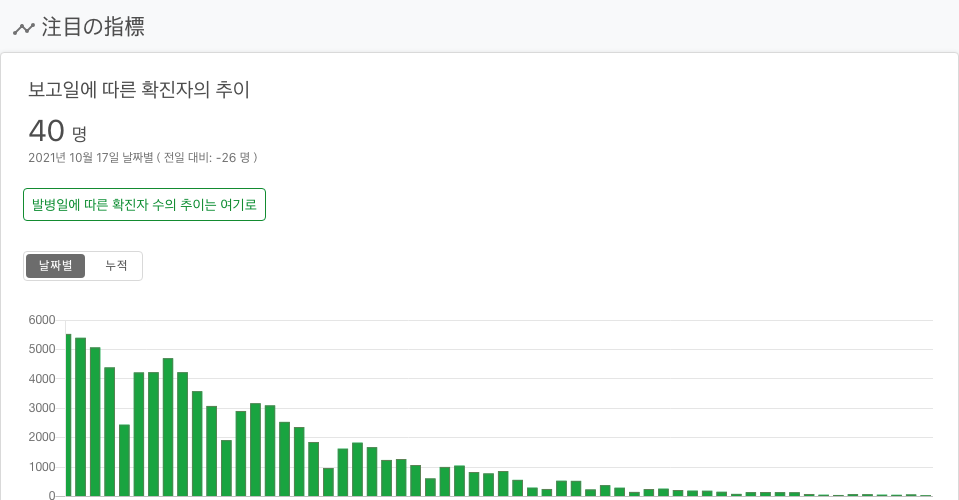 注目の指標
보고일에 따른 확진자의 추이
40 명
2021년 10월 17일 날짜별 ( 전일 대비: -26 명 )
발병일에 따른 확진자 수의 추이는 여기로
날짜별 누적
6000
5000
4000
3000
2000
1000
0